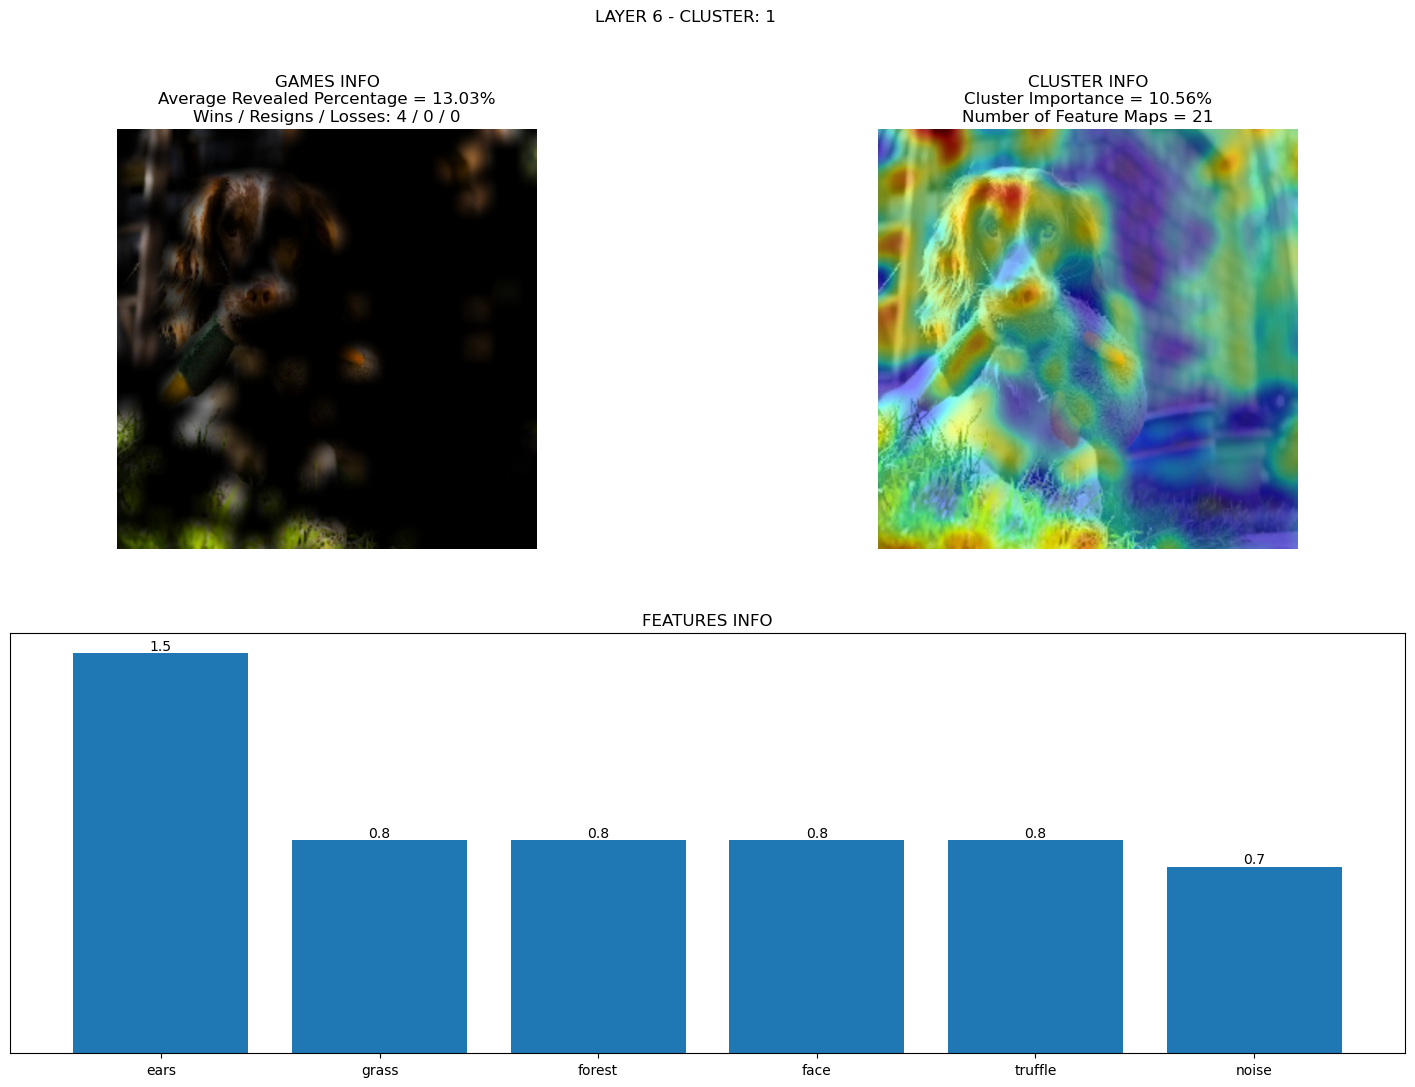 LAYER 6 - CLUSTER: 1
GAMES INFO
Average Revealed Percentage = 13.03%
Wins / Resigns / Losses: 4 / 0 / 0
CLUSTER INFO
Cluster Importance = 10.56%
Number of Feature Maps = 21
FEATURES INFO
1.5
0.8
0.8
0.8
0.8
0.7
ears
grass
forest
face
truffle
noise